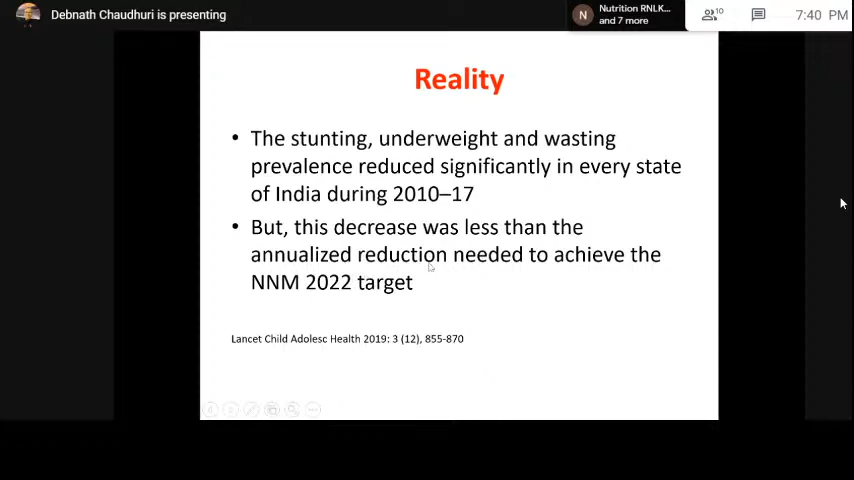 Debnath Chaudhuri is presenting
N
Nutrition RNLK...
and 7 more
10
7:40 PM
Reality
• The stunting, underweight and wasting
prevalence reduced significantly in every state
of India during 2010–17
• But, this decrease was less than the
annualized reduction needed to achieve the
NNM 2022 target
Lancet Child Adolesc Health 2019: 3 (12), 855-870